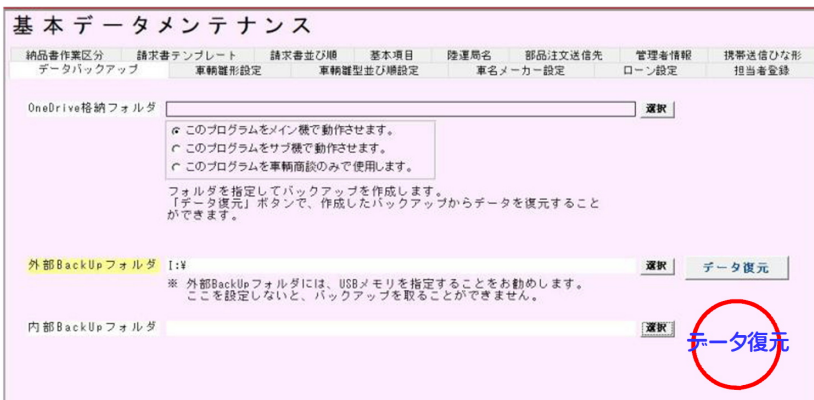 基本データメンテナンス
納品書作業区分 請求書テンプレート 請求書並び順 基本項目 陸運局名 部品注文送信先 管理者情報 携帯送信ひな形
データバックアップ 車輌雛形設定 車輌雛型並び順設定 車名メーカー設定 ローン設定 担当者登録
OneDrive格納フォルダ 選択
このプログラムをメイン機で動作させます。
このプログラムをサブ機で動作させます。
このプログラムを車輌商談のみで使用します。
フォルダを指定してバックアップを作成します。
「データ復元」ボタンで、作成したバックアップからデータを復元すること
ができます。
外部BackUpフォルダ I:¥ 選択 データ復元
※ 外部BackUpフォルダには、USBメモリを指定することをお勧めします。
ここを設定しないと、バックアップを取ることができません。
内部BackUpフォルダ 選択 データ復元